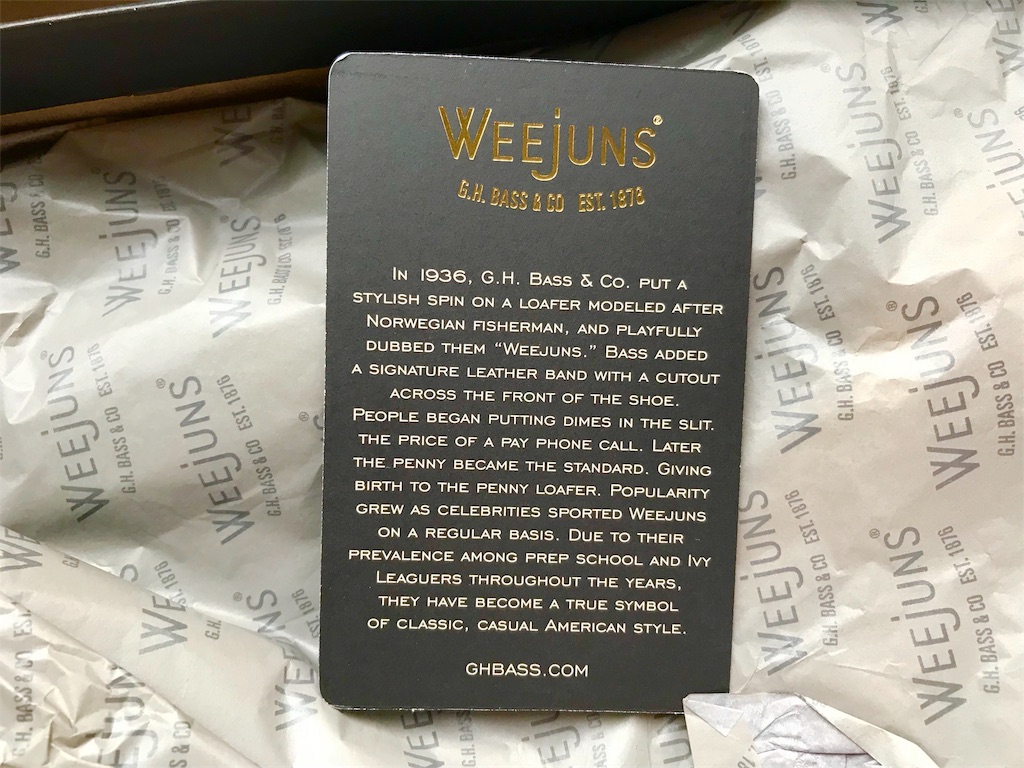 WEEJUNS®
G.H. BASS & CO EST. 1876
IN 1936, G.H. BASS & CO. PUT A
STYLISH SPIN ON A LOAFER MODELED AFTER
NORWEGIAN FISHERMAN, AND PLAYFULLY
DUBBED THEM “WEEJUNS.” BASS ADDED
A SIGNATURE LEATHER BAND WITH A CUTOUT
ACROSS THE FRONT OF THE SHOE.
PEOPLE BEGAN PUTTING DIMES IN THE SLIT.
THE PRICE OF A PAY PHONE CALL. LATER
THE PENNY BECAME THE STANDARD. GIVING
BIRTH TO THE PENNY LOAFER. POPULARITY
GREW AS CELEBRITIES SPORTED WEEJUNS
ON A REGULAR BASIS. DUE TO THEIR
PREVALENCE AMONG PREP SCHOOL AND IVY
LEAGUERS THROUGHOUT THE YEARS,
THEY HAVE BECOME A TRUE SYMBOL
OF CLASSIC, CASUAL AMERICAN STYLE.
GHBASS.COM
WEEJUNS
G.H. BASS & CO EST. 1876